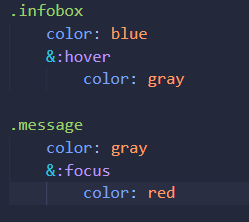 .infobox
    color: blue
    &:hover
        color: gray

.message
    color: gray
    &:focus
        color: red